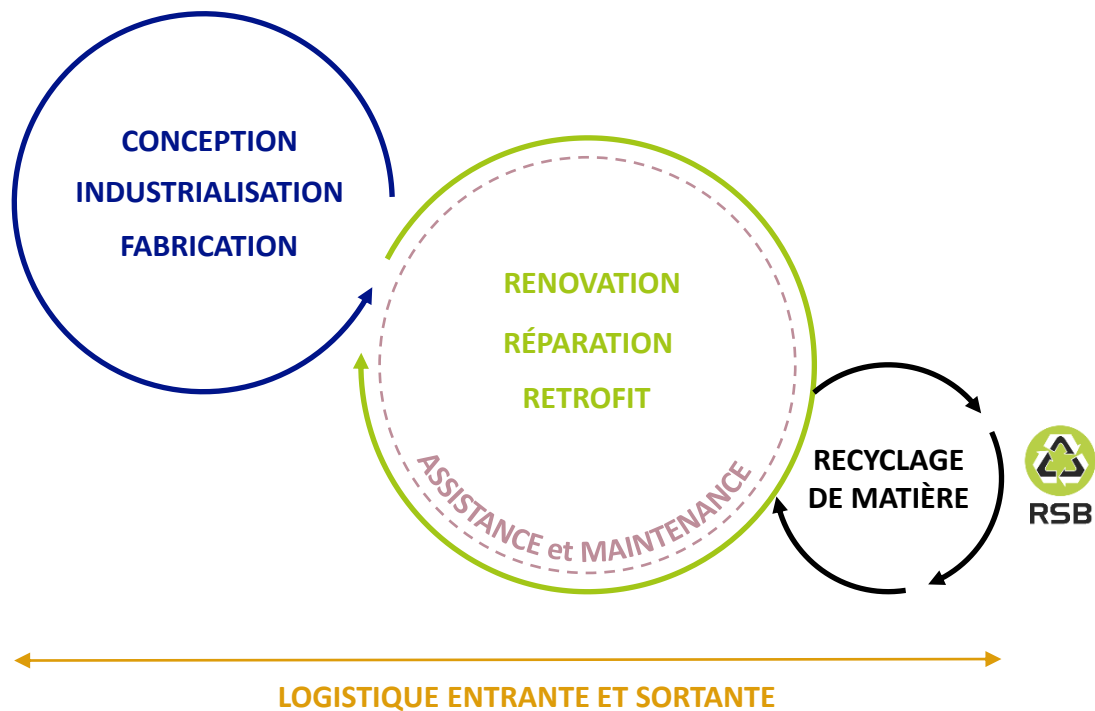 CONCEPTION
INDUSTRIALISATION
FABRICATION
RENOVATION
RÉPARATION
RETROFIT
ASSISTANCE et MAINTENANCE
RECYCLAGE
DE MATIÈRE
RSB
LOGISTIQUE ENTRANTE ET SORTANTE